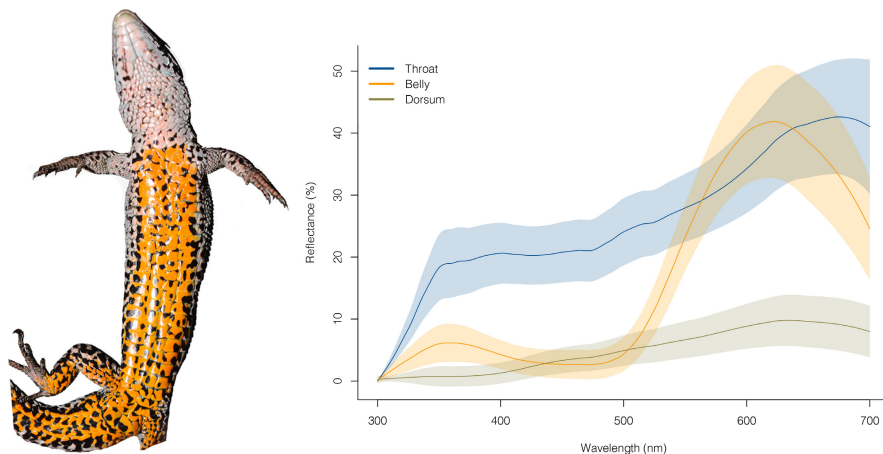 Throat
Belly
Dorsum
Reflectance (%)
50
40
30
20
10
0
300 400 500 600 700
Wavelength (nm)